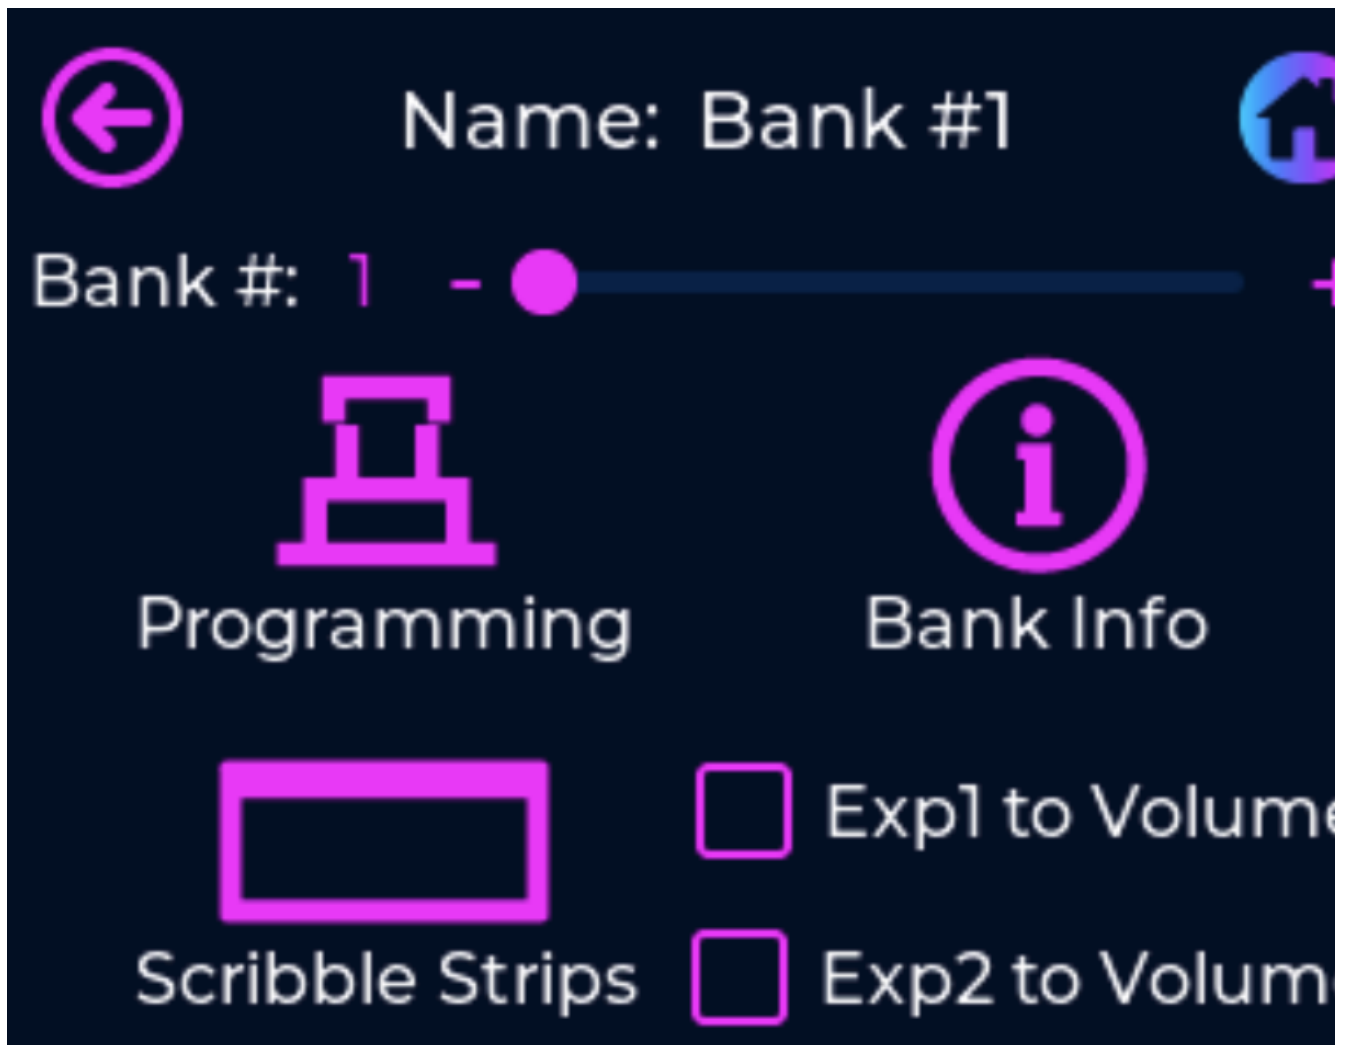 Name: Bank #1
Bank #: 1 - +
Programming
Bank Info
Exp1 to Volume
Scribble Strips
Exp2 to Volum